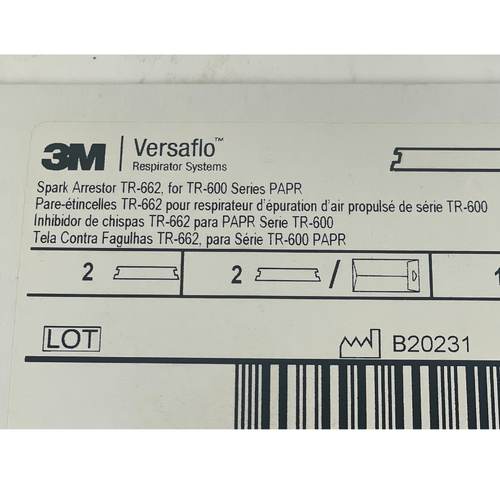 3M
Versaflo™
Respirator Systems
Spark Arrestor TR-662, for TR-600 Series PAPR
Pare-étincelles TR-662 pour respirateur d'épuration d'air propulsé de série TR-600
Inhibidor de chispas TR-662 para PAPR Serie TR-600
Tela Contra Fagulhas TR-662, para Série TR-600 PAPR
2 2 /
LOT B20231